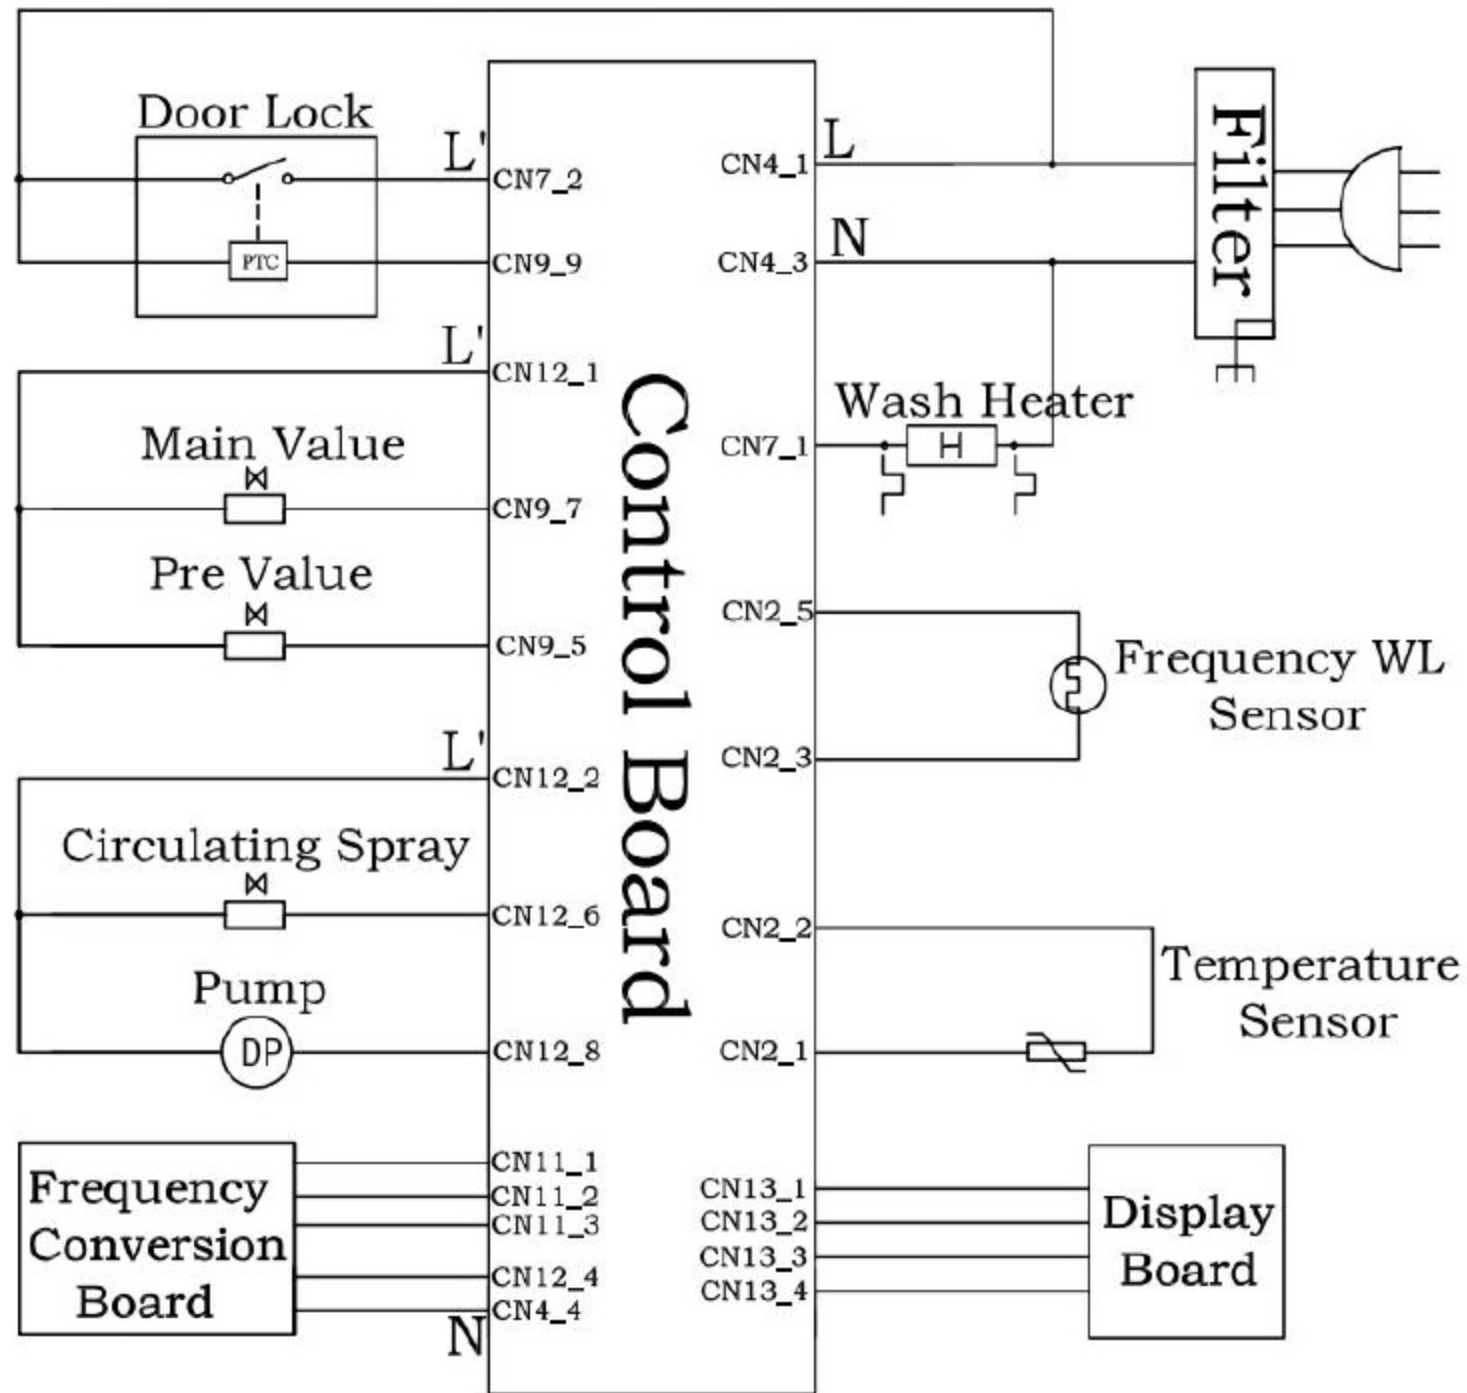 Door Lock
L'
CN7_2
PTC
CN9_9
L'
CN12_1
Main Value
CN9_7
Pre Value
CN9_5
L'
CN12_2
Circulating Spray
CN12_6
Pump
DP
CN12_8
Frequency
Conversion
Board
CN11_1
CN11_2
CN11_3
CN12_4
CN4_4
N
Control Board
CN4_1
L
CN4_3
N
Filter
Wash Heater
CN7_1
H
CN2_5
Frequency WL
Sensor
CN2_3
CN2_2
Temperature
Sensor
CN2_1
CN13_1
CN13_2
CN13_3
CN13_4
Display
Board